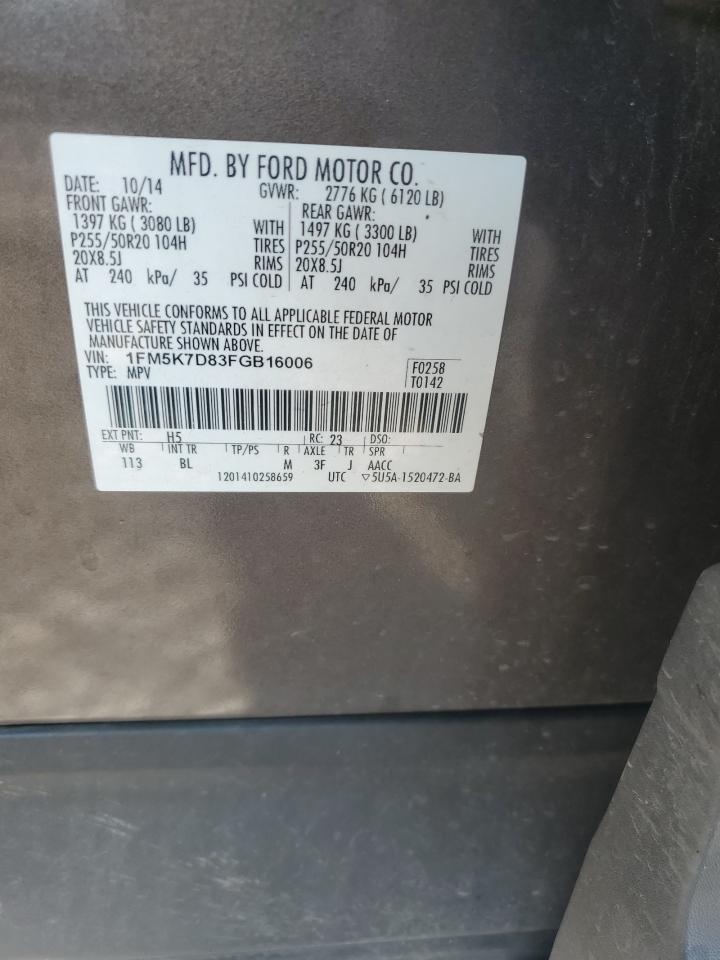 MFD. BY FORD MOTOR CO.
DATE: 10/14 GVWR: 2776 KG ( 6120 LB)
FRONT GAWR: REAR GAWR:
1397 KG ( 3080 LB) WITH 1497 KG ( 3300 LB) WITH
P255/50R20 104H TIRES P255/50R20 104H TIRES
20X8.5J RIMS 20X8.5J RIMS
AT 240 kPa/ 35 PSI COLD AT 240 kPa/ 35 PSI COLD
THIS VEHICLE CONFORMS TO ALL APPLICABLE FEDERAL MOTOR
VEHICLE SAFETY STANDARDS IN EFFECT ON THE DATE OF
MANUFACTURE SHOWN ABOVE.
VIN: 1FM5K7D83FGB16006
TYPE: MPV
F0258
T0142
EXT PNT: H5 RC: 23 DSO:
WB INT TR TP/PS R AXLE TR SPR
113 BL M 3F J AACC
1201410258659 UTC ▽5U5A-1520472-BA